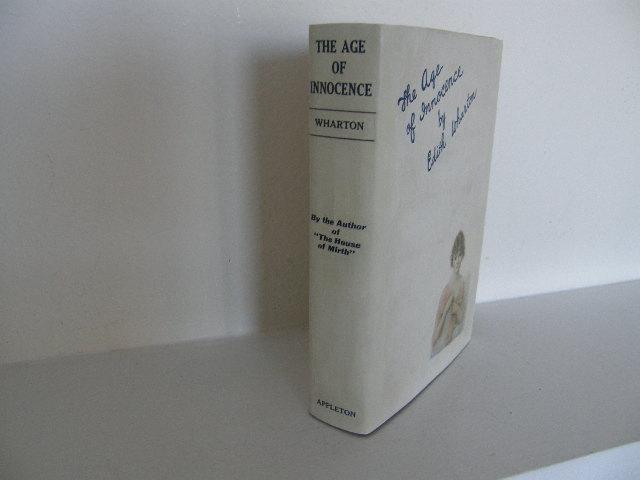 THE AGE
OF
INNOCENCE
WHARTON
By the Author
of
"The House
of Mirth"
APPLETON
The Age
of Innocence
by
Edith Wharton